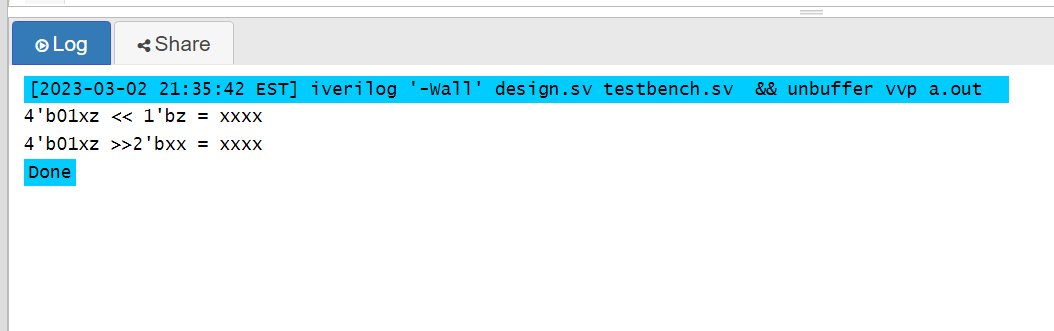 Log
Share
[2023-03-02 21:35:42 EST] iverilog '-Wall' design.sv testbench.sv  && unbuffer vvp a.out
4'b01xz << 1'bz = xxxx
4'b01xz >>2'bxx = xxxx
Done